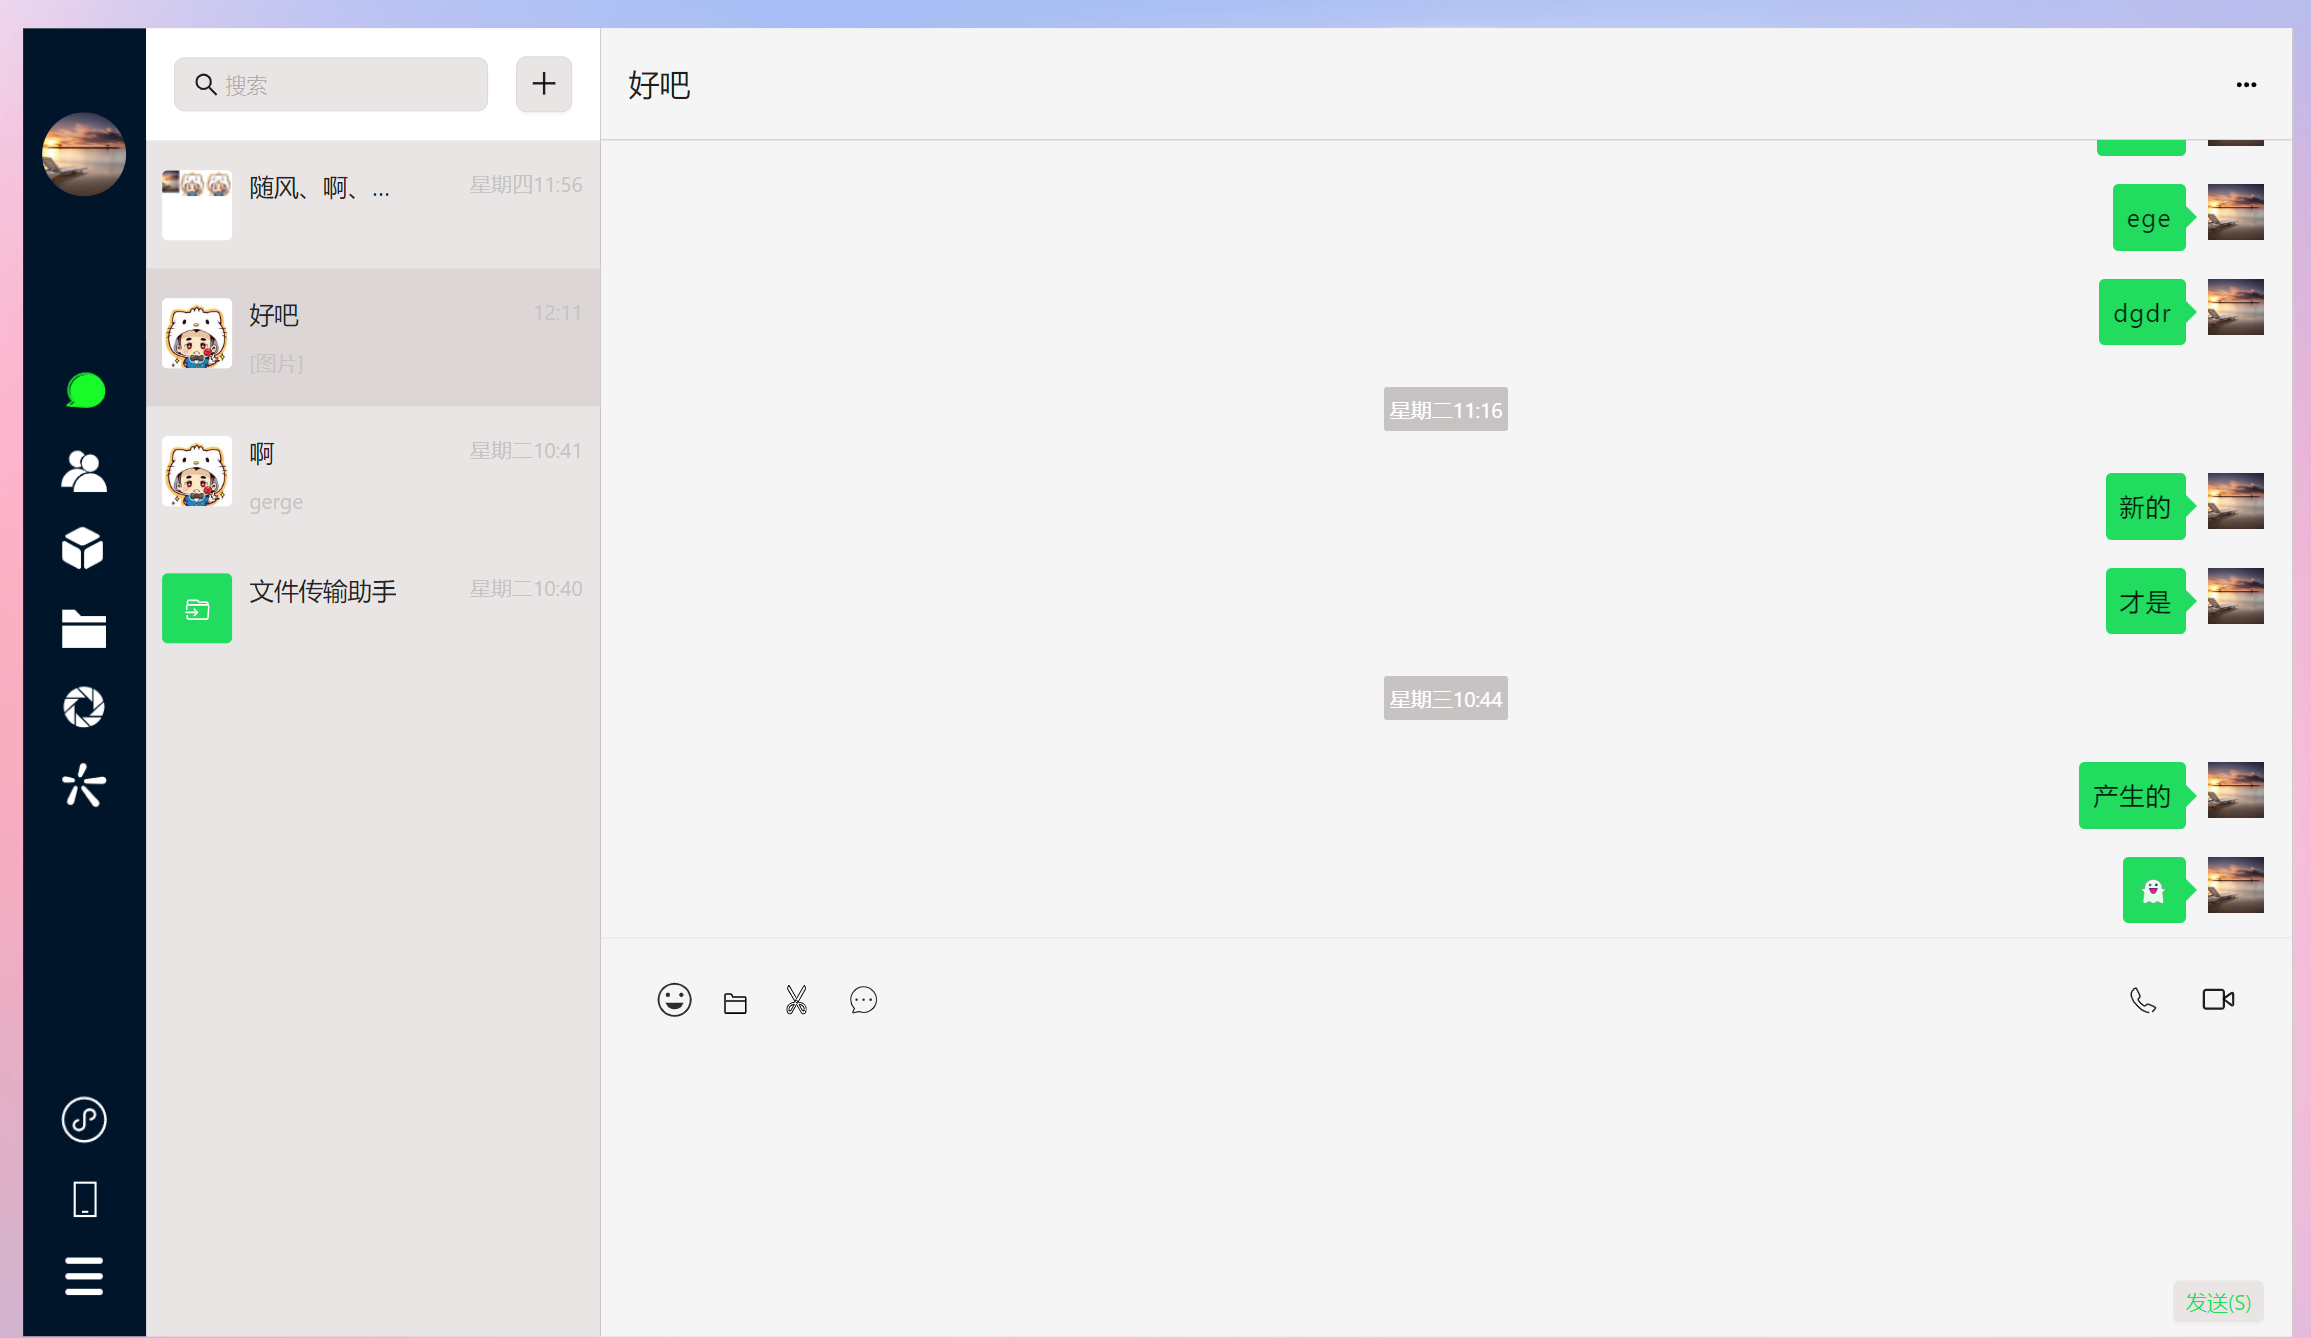 搜索
随风、啊、...
星期四11:56
好吧
12:11
[图片]
啊
星期二10:41
gerge
文件传输助手
星期二10:40
好吧
ege
dgdr
星期二11:16
新的
才是
星期三10:44
产生的
发送(S)